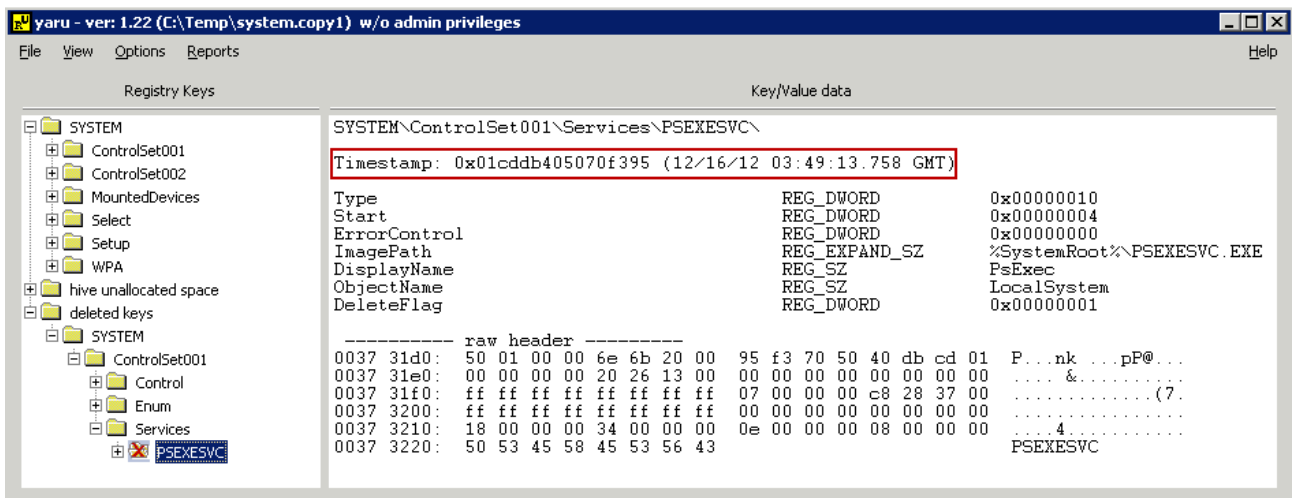 yaru - ver: 1.22 (C:\Temp\system.copy1) w/o admin privileges
File View Options Reports Help
Registry Keys
Key/Value data
SYSTEM
ControlSet001
ControlSet002
MountedDevices
Select
Setup
WPA
hive unallocated space
deleted keys
SYSTEM
ControlSet001
Control
Enum
Services
PSEXESVC
SYSTEM\ControlSet001\Services\PSEXESVC\
Timestamp: 0x01cddb405070f395 (12/16/12 03:49:13.758 GMT)
Type REG_DWORD 0x00000010
Start REG_DWORD 0x00000004
ErrorControl REG_DWORD 0x00000000
ImagePath REG_EXPAND_SZ %SystemRoot%\PSEXESVC.EXE
DisplayName REG_SZ PsExec
ObjectName REG_SZ LocalSystem
DeleteFlag REG_DWORD 0x00000001
---------- raw header ---------
0037 31d0: 50 01 00 00 6e 6b 20 00 95 f3 70 50 40 db cd 01 P...nk ...pP@...
0037 31e0: 00 00 00 00 20 26 13 00 00 00 00 00 00 00 00 00 .... &..........
0037 31f0: ff ff ff ff ff ff ff ff 07 00 00 00 c8 28 37 00 .............(7.
0037 3200: ff ff ff ff ff ff ff ff 00 00 00 00 00 00 00 00 ................
0037 3210: 18 00 00 00 34 00 00 00 0e 00 00 00 08 00 00 00 ....4...........
0037 3220: 50 53 45 58 45 53 56 43 PSEXESVC